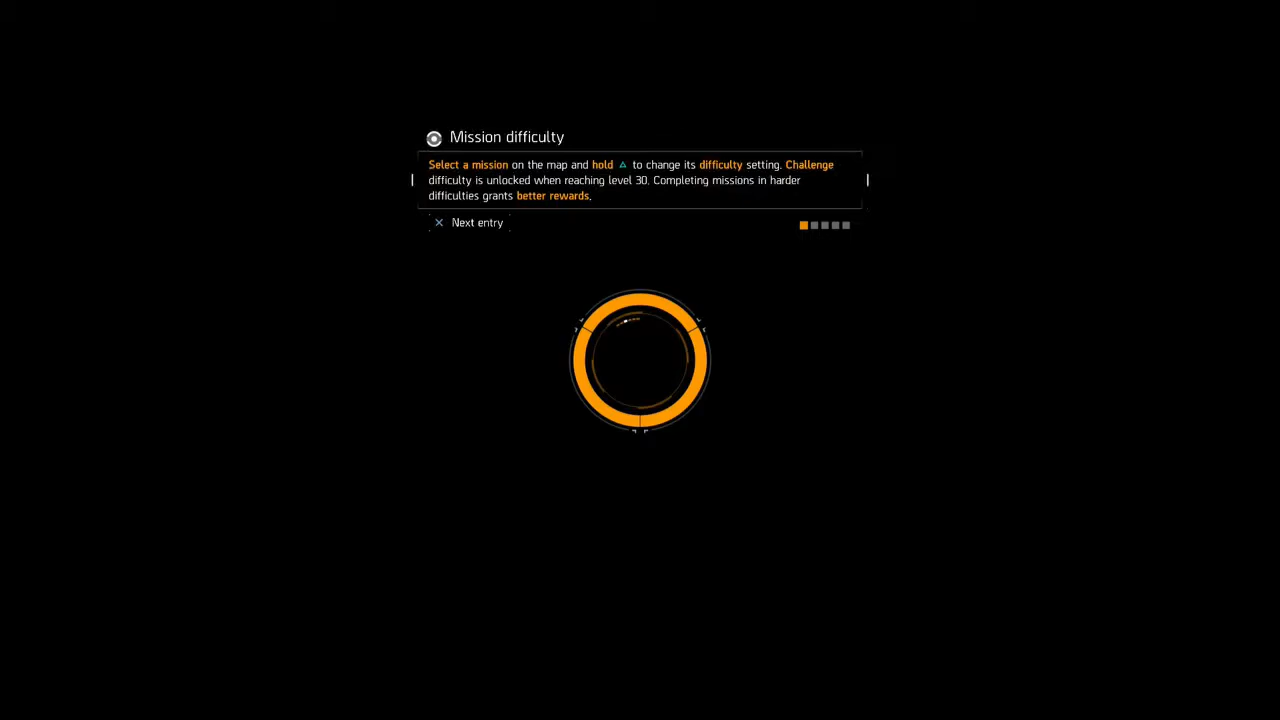 Mission difficulty
Select a mission on the map and hold △ to change its difficulty setting. Challenge
difficulty is unlocked when reaching level 30. Completing missions in harder
difficulties grants better rewards.
✕ Next entry